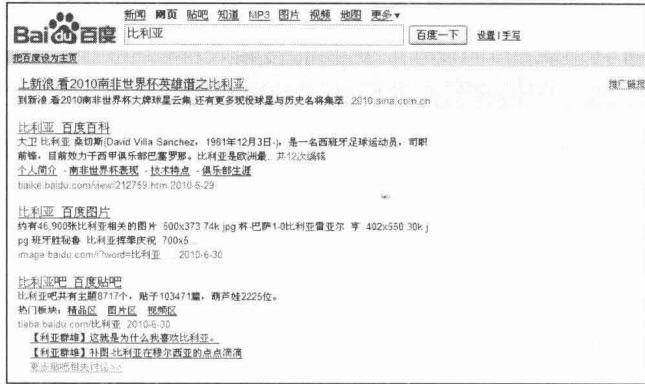 新闻 网页 贴吧 知道 MP3 图片 视频 地图 更多▼
Bai du 百度 比利亚 百度一下 设置|手写
把百度设为主页
上新浪 看2010南非世界杯英雄谱之比利亚 推广链接
到新浪 看2010南非世界杯大牌球星云集,还有更多现役球星与历史名将集萃 2010.sina.com.cn
比利亚 百度百科
大卫 比利亚 桑切斯(David Villa Sanchez, 1981年12月3日-), 是一名西班牙足球运动员, 司职
前锋, 目前效力于西甲俱乐部巴塞罗那。比利亚是欧洲最... 共12次编辑
个人简介 - 南非世界杯表现 - 技术特点 - 俱乐部生涯
baike.baidu.com/view/212759.htm 2010-6-29
比利亚 百度图片
约有46,900张比利亚相关的图片 500x373 74k jpg 杯-巴萨1-0比利亚雷亚尔 亨 402x550 30k j
pg 班牙胜秘鲁 比利亚挥拳庆祝 700x5...
image.baidu.com/i?word=比利亚 ... 2010-6-30
比利亚吧 百度贴吧
比利亚吧共有主题8717个, 贴子103471篇, 葫芦娃2225位。
热门板块: 精品区 图片区 视频区
tieba.baidu.com/比利亚 2010-6-30
【利亚群雄】这就是为什么我喜欢比利亚。
【利亚群雄】补图-比利亚在穆尔西亚的点点滴滴
更多贴吧相关讨论>>